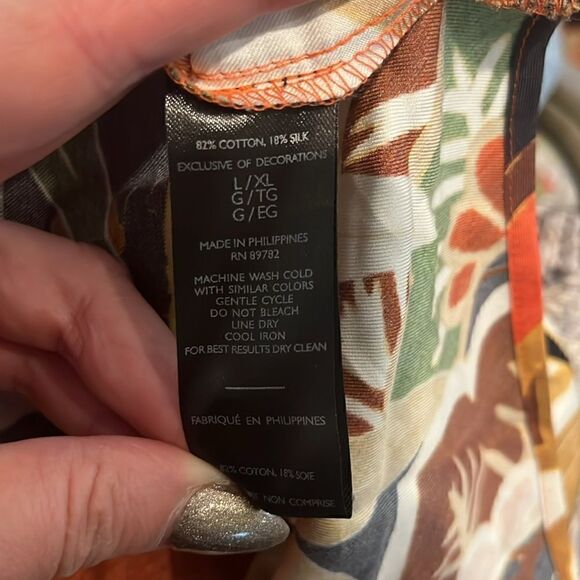 82% COTTON, 18% SILK
EXCLUSIVE OF DECORATIONS
L/XL
G/TG
G/EG
MADE IN PHILIPPINES
RN 89782
MACHINE WASH COLD
WITH SIMILAR COLORS
GENTLE CYCLE
DO NOT BLEACH
LINE DRY
COOL IRON
FOR BEST RESULTS DRY CLEAN
FABRIQUÉ EN PHILIPPINES
82% COTON, 18% SOIE
NON COMPRISE